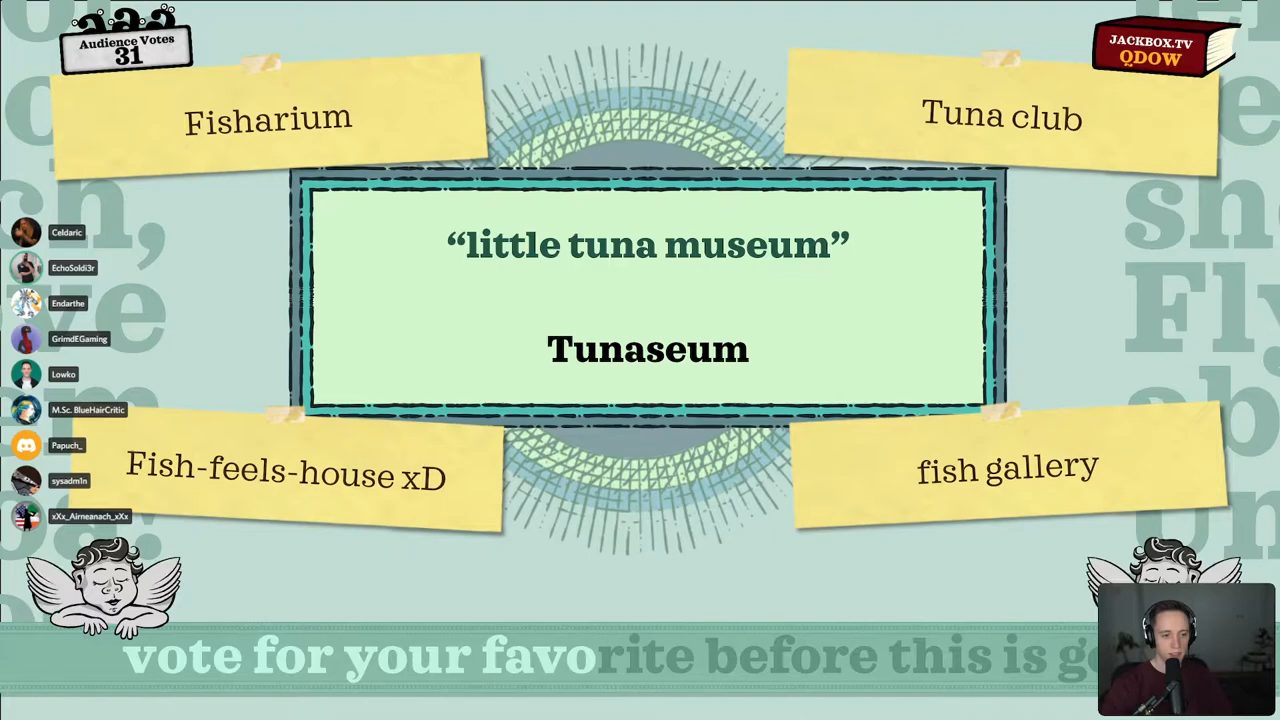 Audience Votes
31
JACKBOX.TV
QDOW
Fisharium
Tuna club
“little tuna museum”
Tunaseum
Celdaric
EchoSoldi3r
Endarthe
GrimdEGaming
Lowko
M.Sc. BlueHairCritic
Papuch_
sysadm1n
xXx_Airneanach_xXx
Fish-feels-house xD
fish gallery
vote for your favorite before this is